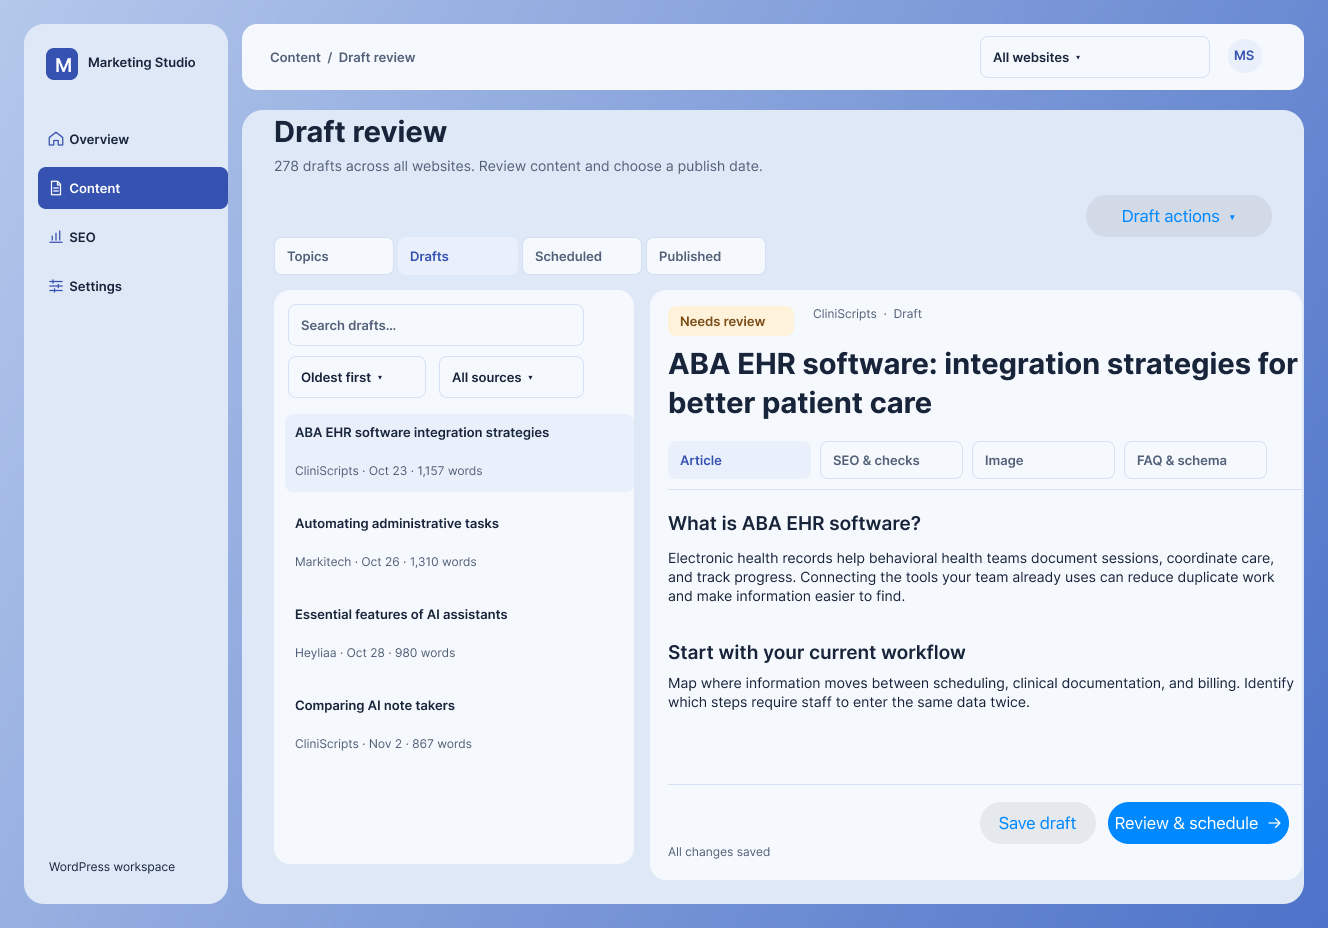 M Marketing Studio
Overview
Content
SEO
Settings
WordPress workspace
Content / Draft review
All websites ▾
MS
Draft review
278 drafts across all websites. Review content and choose a publish date.
Draft actions ▾
Topics
Drafts
Scheduled
Published
Search drafts...
Oldest first ▾
All sources ▾
ABA EHR software integration strategies
CliniScripts · Oct 23 · 1,157 words
Automating administrative tasks
Markitech · Oct 26 · 1,310 words
Essential features of AI assistants
Heyliaa · Oct 28 · 980 words
Comparing AI note takers
CliniScripts · Nov 2 · 867 words
Needs review
CliniScripts · Draft
ABA EHR software: integration strategies for
better patient care
Article
SEO & checks
Image
FAQ & schema
What is ABA EHR software?
Electronic health records help behavioral health teams document sessions, coordinate care,
and track progress. Connecting the tools your team already uses can reduce duplicate work
and make information easier to find.
Start with your current workflow
Map where information moves between scheduling, clinical documentation, and billing. Identify
which steps require staff to enter the same data twice.
Save draft
Review & schedule →
All changes saved